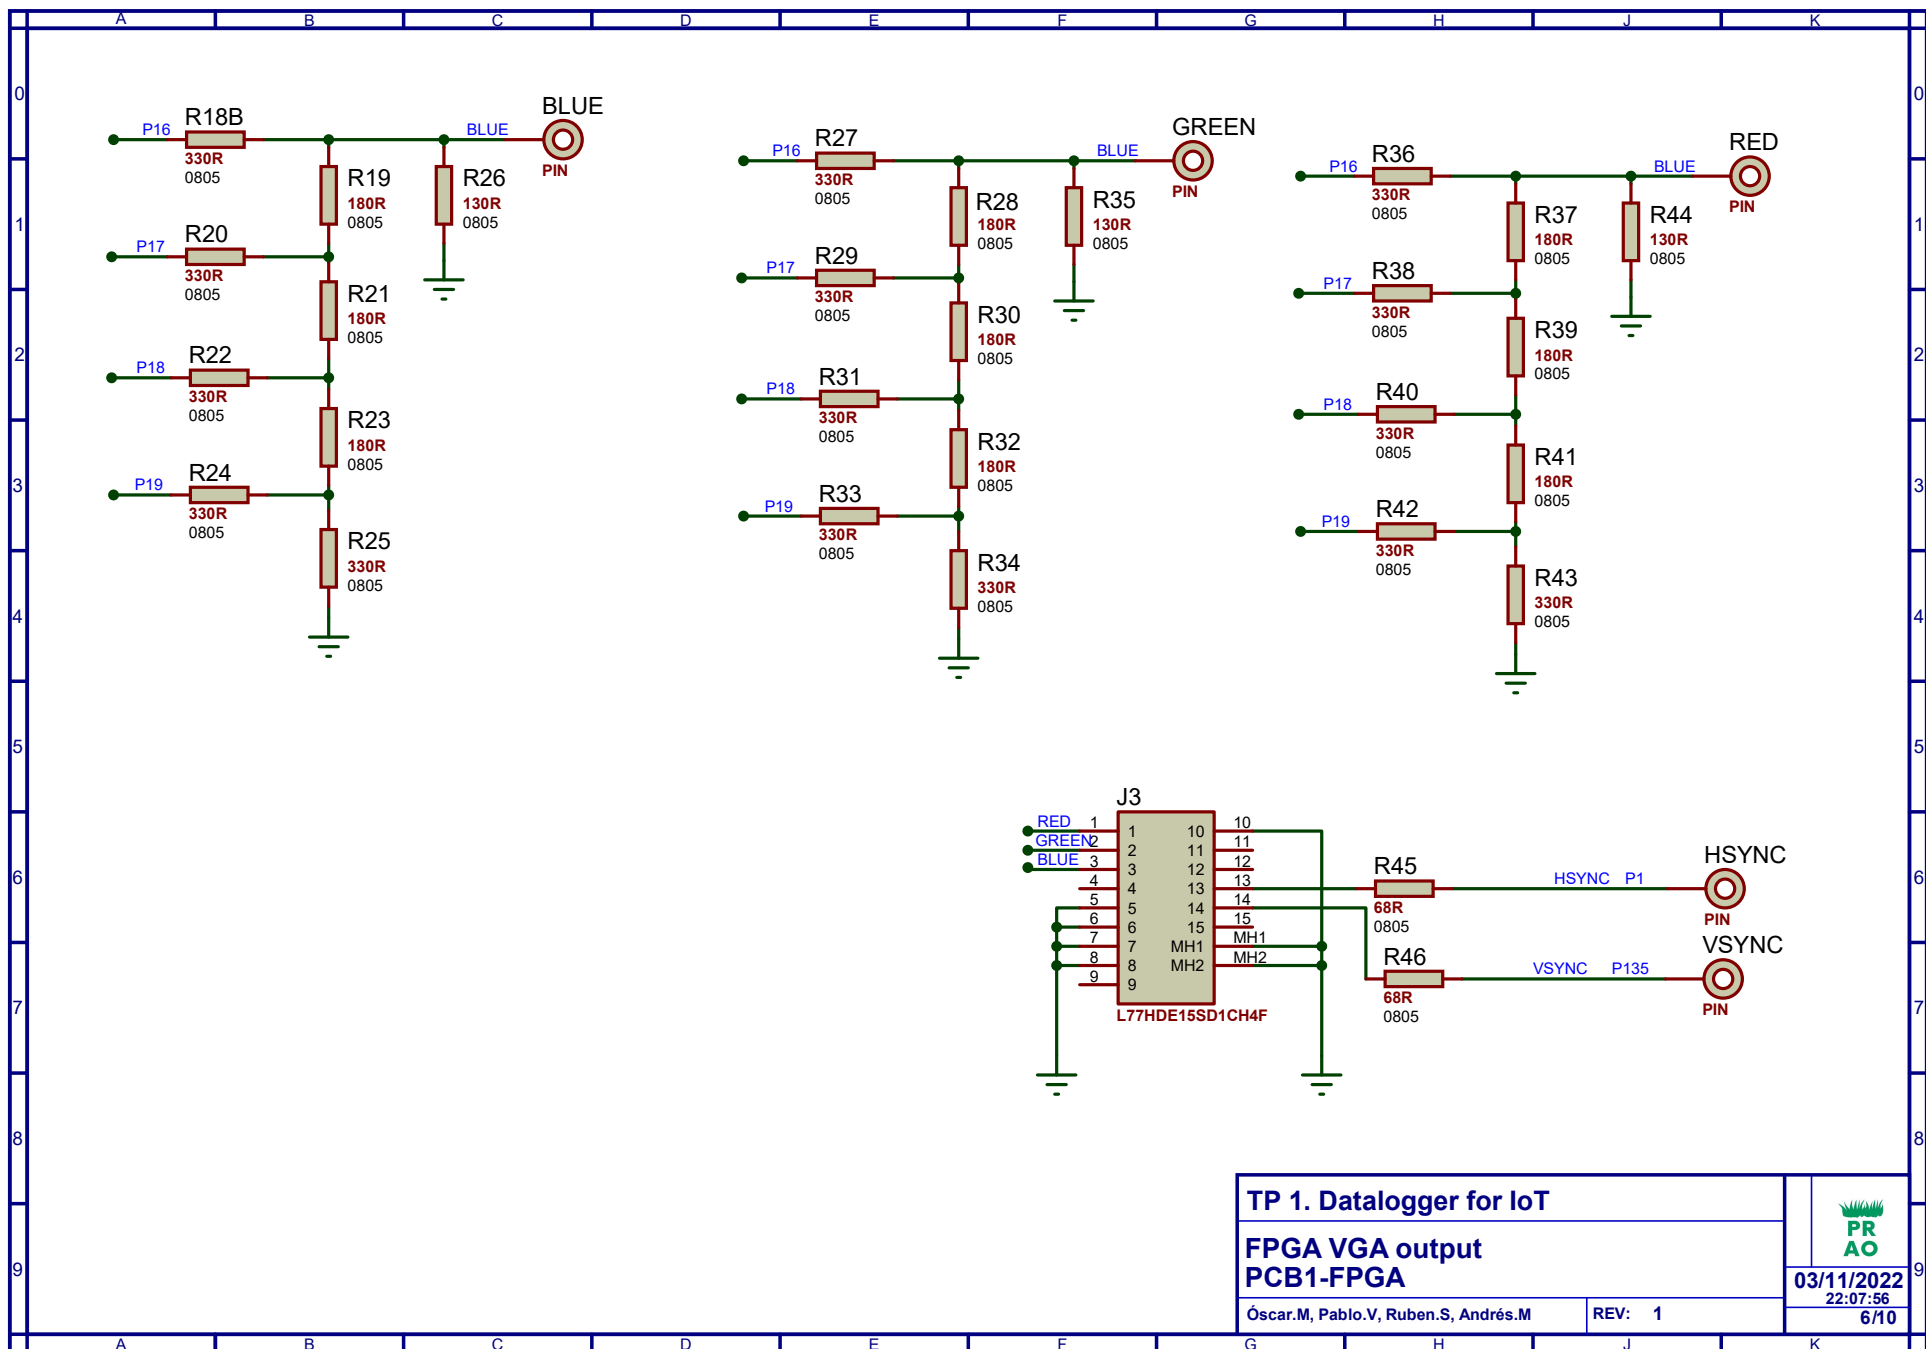 A B C D E F G H J K
0 0
1 1
2 2
3 3
4 4
5 5
6 6
7 7
8 8
9 9
P16 R18B
330R
0805
BLUE BLUE
PIN
R19
180R
0805
R26
130R
0805
P17 R20
330R
0805
R21
180R
0805
P18 R22
330R
0805
R23
180R
0805
P19 R24
330R
0805
R25
330R
0805
P16 R27
330R
0805
BLUE GREEN
PIN
R28
180R
0805
R35
130R
0805
P17 R29
330R
0805
R30
180R
0805
P18 R31
330R
0805
R32
180R
0805
P19 R33
330R
0805
R34
330R
0805
P16 R36
330R
0805
BLUE RED
PIN
R37
180R
0805
R44
130R
0805
P17 R38
330R
0805
R39
180R
0805
P18 R40
330R
0805
R41
180R
0805
P19 R42
330R
0805
R43
330R
0805
J3
RED 1 1 10 10
GREEN 2 2 11 11
BLUE 3 3 12 12
4 4 13 13
5 5 14 14
6 6 15 15
7 7 MH1 MH1
8 8 MH2 MH2
9 9
L77HDE15SD1CH4F
R45
68R
0805
HSYNC P1
HSYNC
PIN
R46
68R
0805
VSYNC P135
VSYNC
PIN
TP 1. Datalogger for IoT
FPGA VGA output
PCB1-FPGA
Óscar.M, Pablo.V, Ruben.S, Andrés.M
REV: 1
PR
AO
03/11/2022
22:07:56
6/10
A B C D E F G H J K